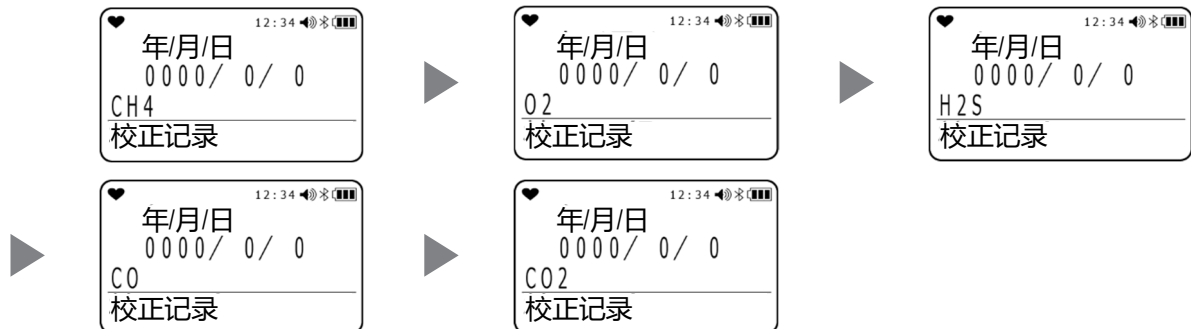 12:34
年/月/日
0000/ 0/ 0
CH4
校正记录
12:34
年/月/日
0000/ 0/ 0
O2
校正记录
12:34
年/月/日
0000/ 0/ 0
H2S
校正记录
12:34
年/月/日
0000/ 0/ 0
CO
校正记录
12:34
年/月/日
0000/ 0/ 0
CO2
校正记录